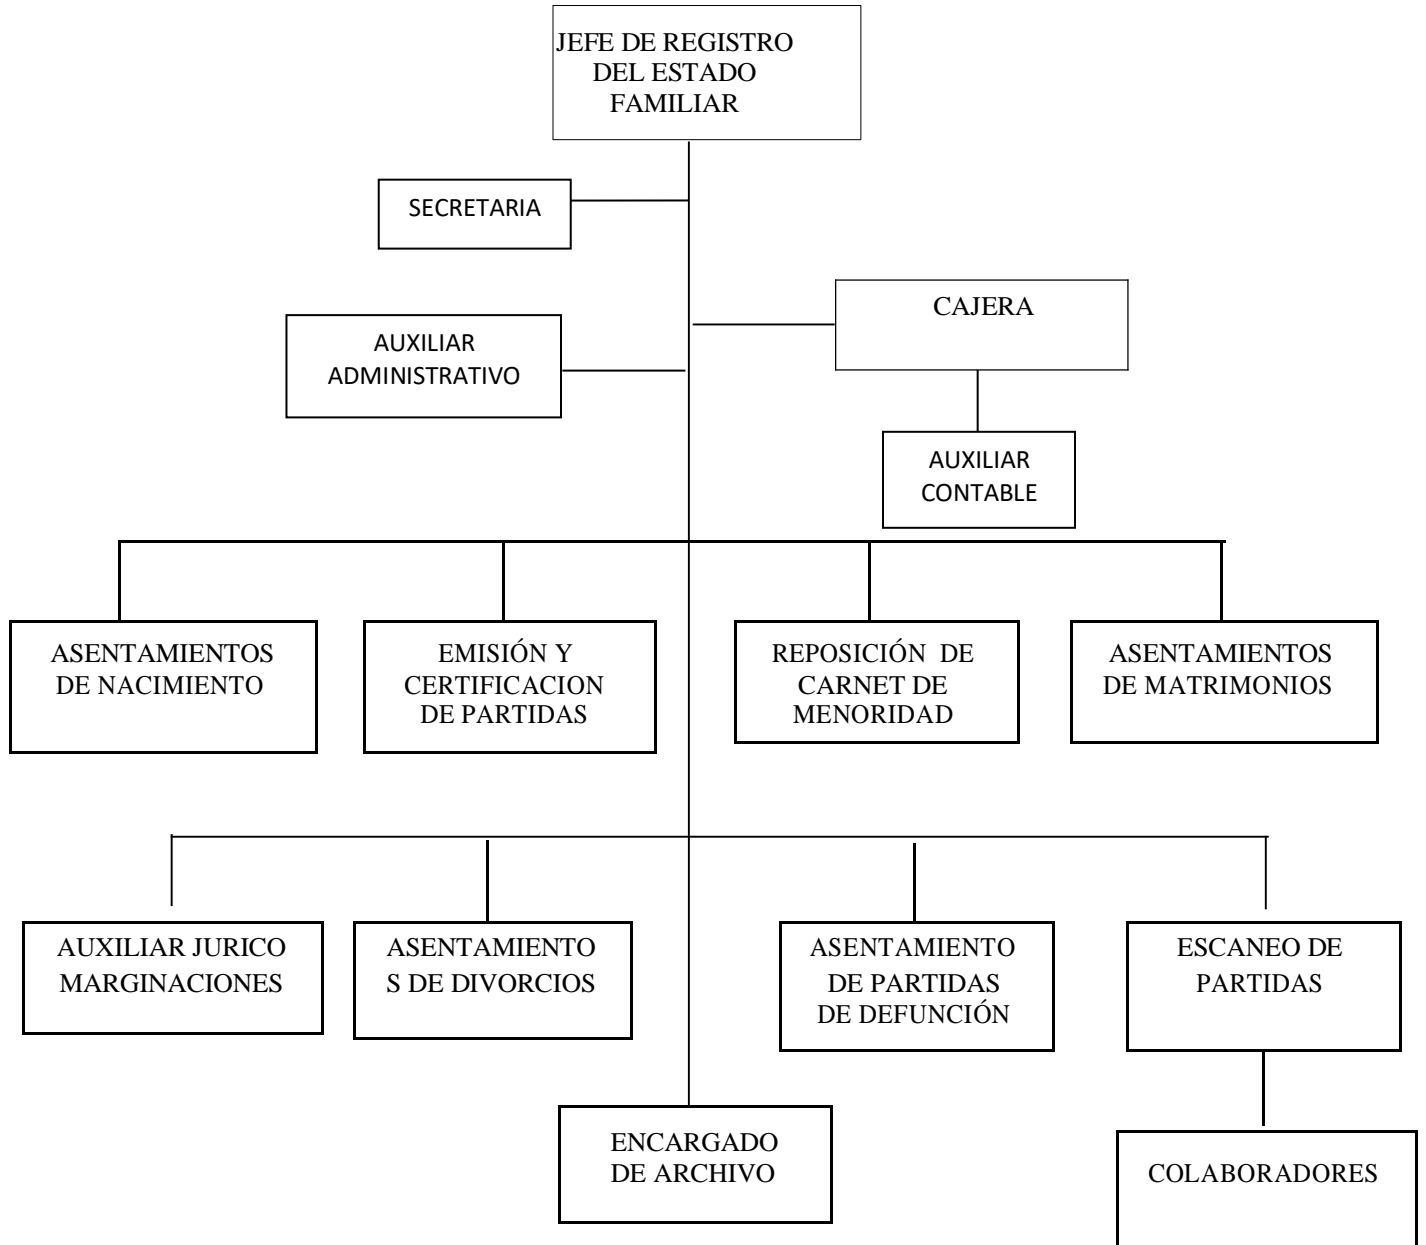 JEFE DE REGISTRO
DEL ESTADO
FAMILIAR
SECRETARIA
CAJERA
AUXILIAR
ADMINISTRATIVO
AUXILIAR
CONTABLE
ASENTAMIENTOS
DE NACIMIENTO
EMISIÓN Y
CERTIFICACION
DE PARTIDAS
REPOSICIÓN DE
CARNET DE
MENORIDAD
ASENTAMIENTOS
DE MATRIMONIOS
AUXILIAR JURICO
MARGINACIONES
ASENTAMIENTO
S DE DIVORCIOS
ASENTAMIENTO
DE PARTIDAS
DE DEFUNCIÓN
ESCANEO DE
PARTIDAS
ENCARGADO
DE ARCHIVO
COLABORADORES